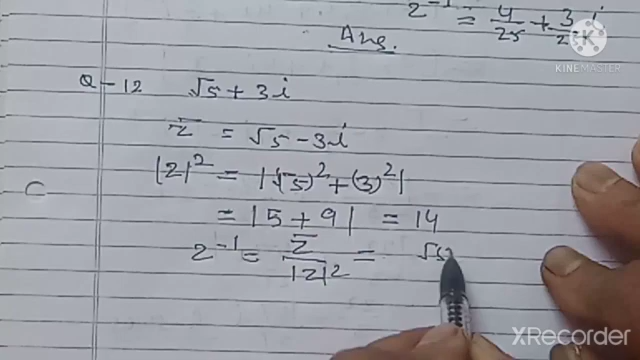 z⁻¹ = 4/25 + 3/2 i
Ans.
KINEMASTER
Q-12 √5 + 3i
z̅ = √5 - 3i
|z|² = |(√5)² + (3)²|
C
= |5 + 9| = 14
z⁻¹ = z̅/|z|² = √5
XRecorder